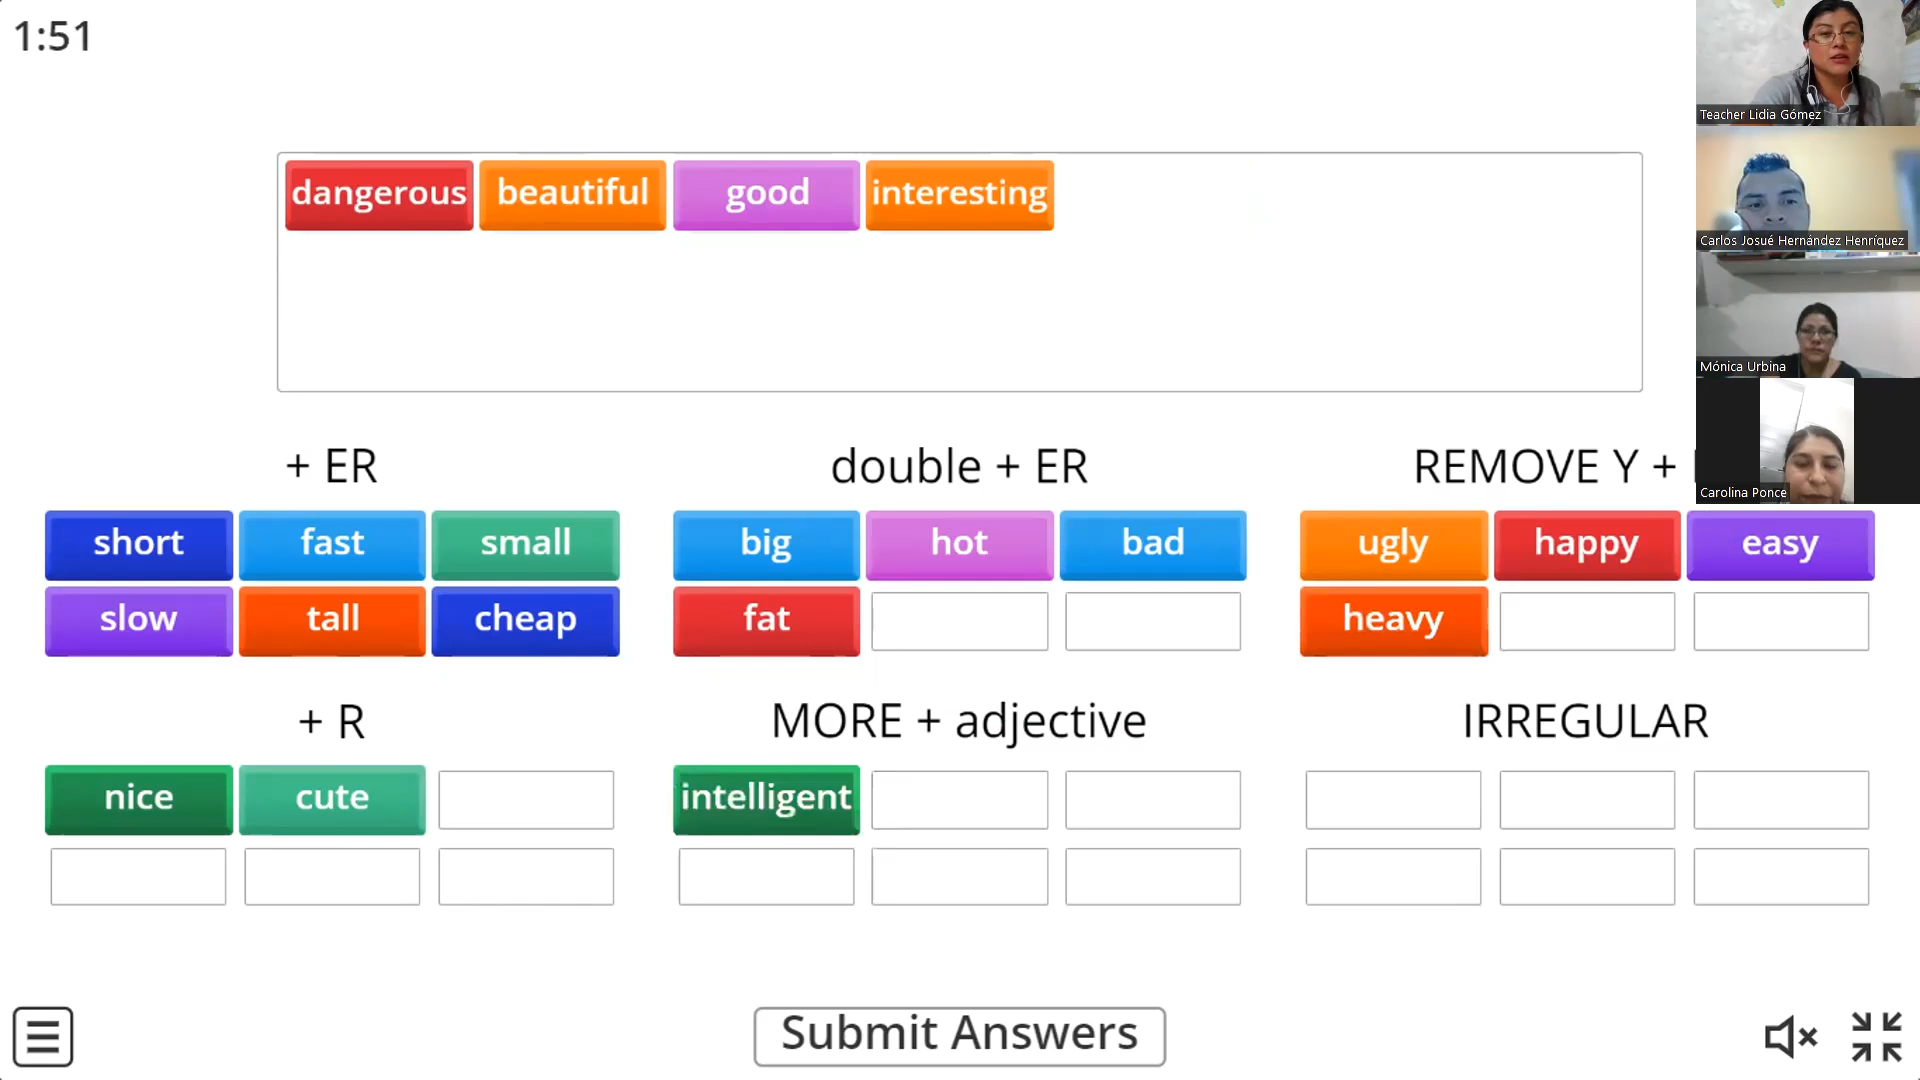 1:51
Teacher Lidia Gómez
dangerous beautiful good interesting
Carlos Josué Hernández Henríquez
Mónica Urbina
Carolina Ponce
+ ER
short fast small
slow tall cheap
double + ER
big hot bad
fat
REMOVE Y +
ugly happy easy
heavy
+ R
nice cute
MORE + adjective
intelligent
IRREGULAR
Submit Answers